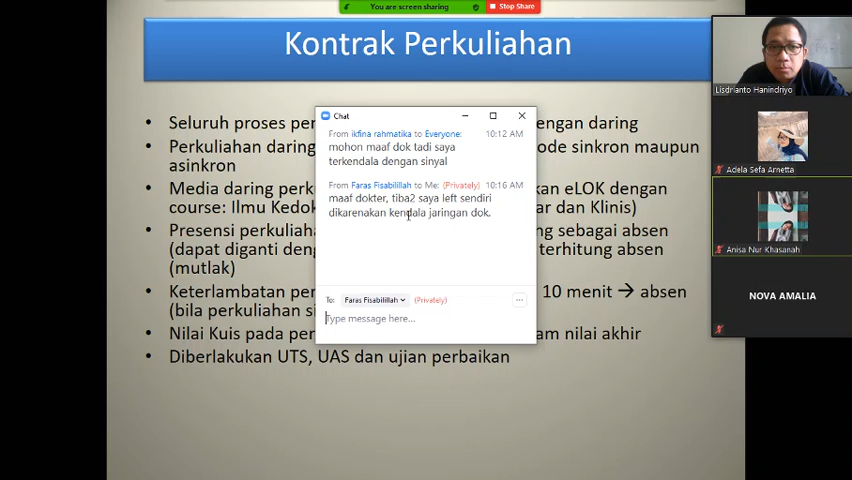 You are screen sharing
Stop Share
Kontrak Perkuliahan
Lisdrianto Hanindriyo
Chat
From ikfina rahmatika to Everyone: 10:12 AM
mohon maaf dok tadi saya
terkendala dengan sinyal
From Faras Fisabilillah to Me: (Privately) 10:16 AM
maaf dokter, tiba2 saya left sendiri
dikarenakan kendala jaringan dok.
To: Faras Fisabilillah (Privately)
Type message here...
• Seluruh proses per dengan daring
• Perkuliahan daring ode sinkron maupun
asinkron
• Media daring perk kan eLOK dengan
course: Ilmu Kedok ar dan Klinis)
• Presensi perkuliaha ng sebagai absen
(dapat diganti deng terhitung absen
(mutlak)
• Keterlambatan per 10 menit → absen
(bila perkuliahan si
• Nilai Kuis pada per am nilai akhir
• Diberlakukan UTS, UAS dan ujian perbaikan
Adela Sefa Arnetta
Anisa Nur Khasanah
NOVA AMALIA